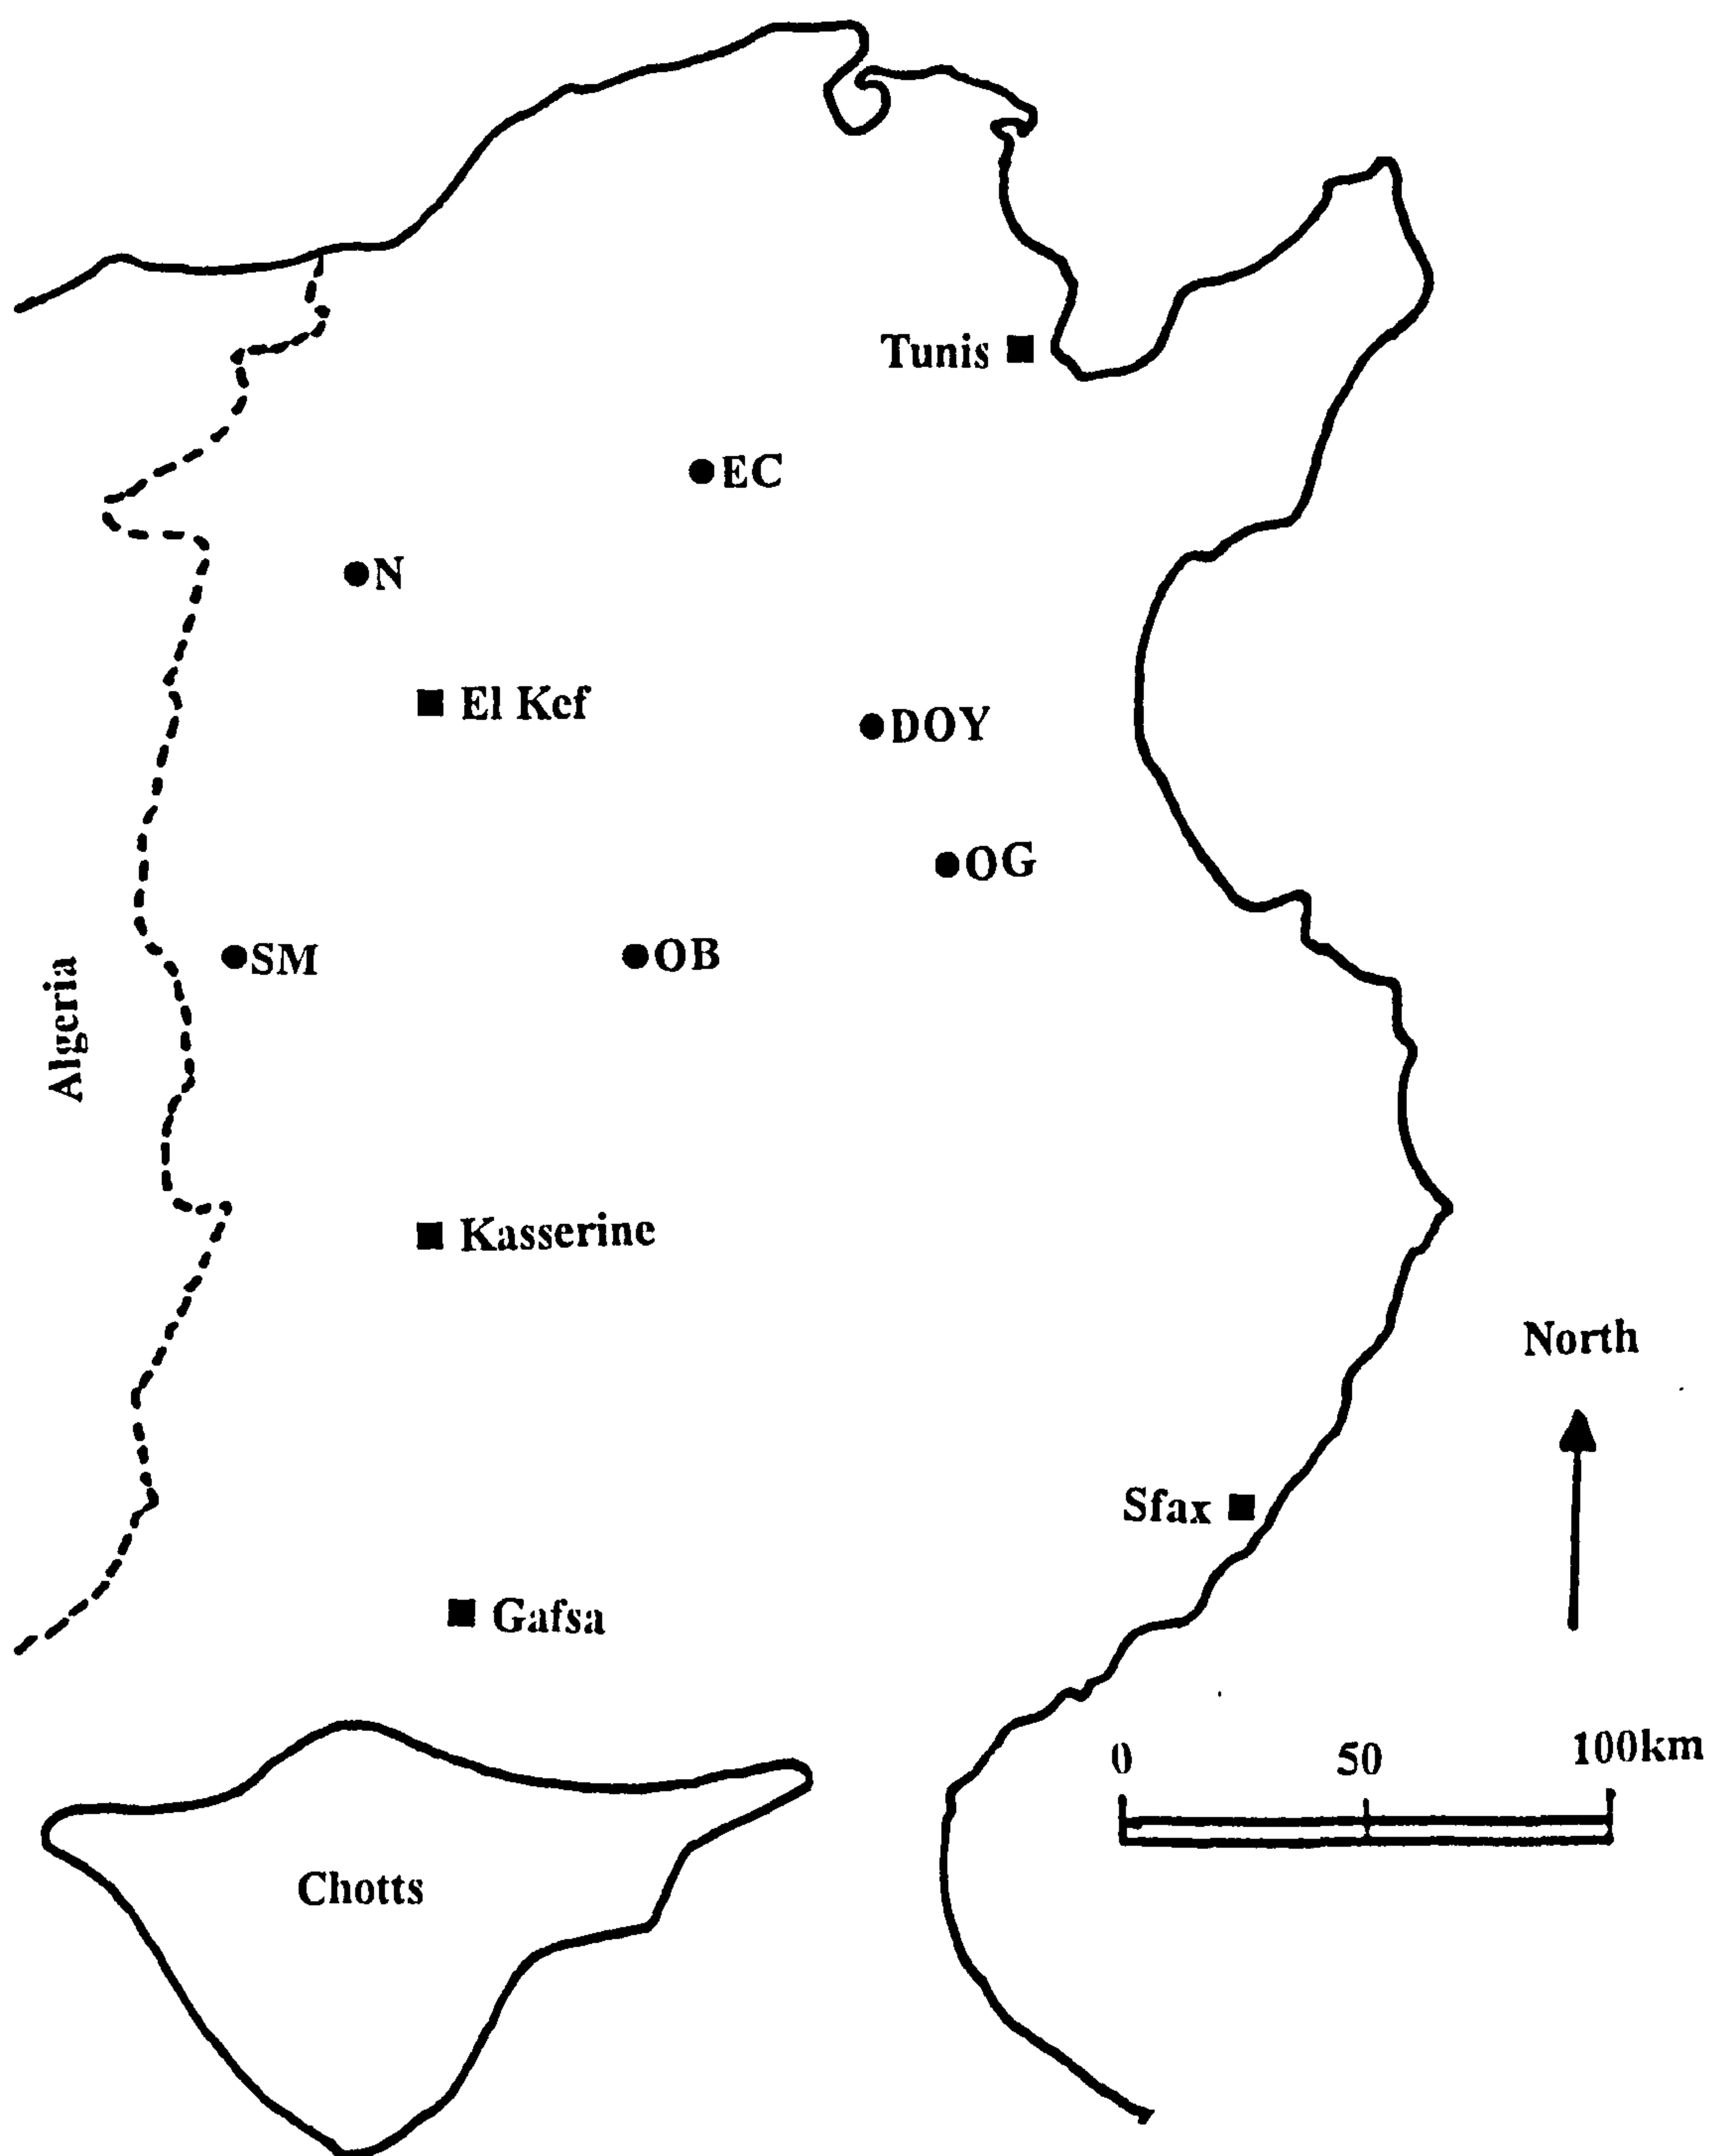 Tunis
EC
N
El Kef
DOY
OG
SM
OB
Algeria
Kasserine
North
Sfax
Gafsa
0 50 100km
Chotts